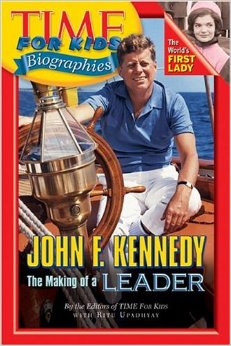 TIME
FOR KIDS
Biographies
The
World's
FIRST
LADY
JOHN F. KENNEDY
The Making of a LEADER
By the Editors of TIME FOR KIDS
WITH RITU UPADHYAY